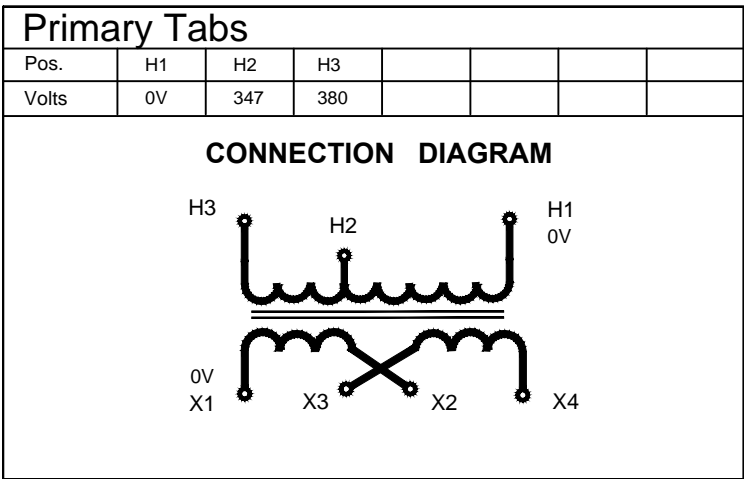 Primary Tabs
Pos. H1 H2 H3
Volts 0V 347 380
CONNECTION DIAGRAM
H3 H2 H1
0V
0V
X1 X3 X2 X4